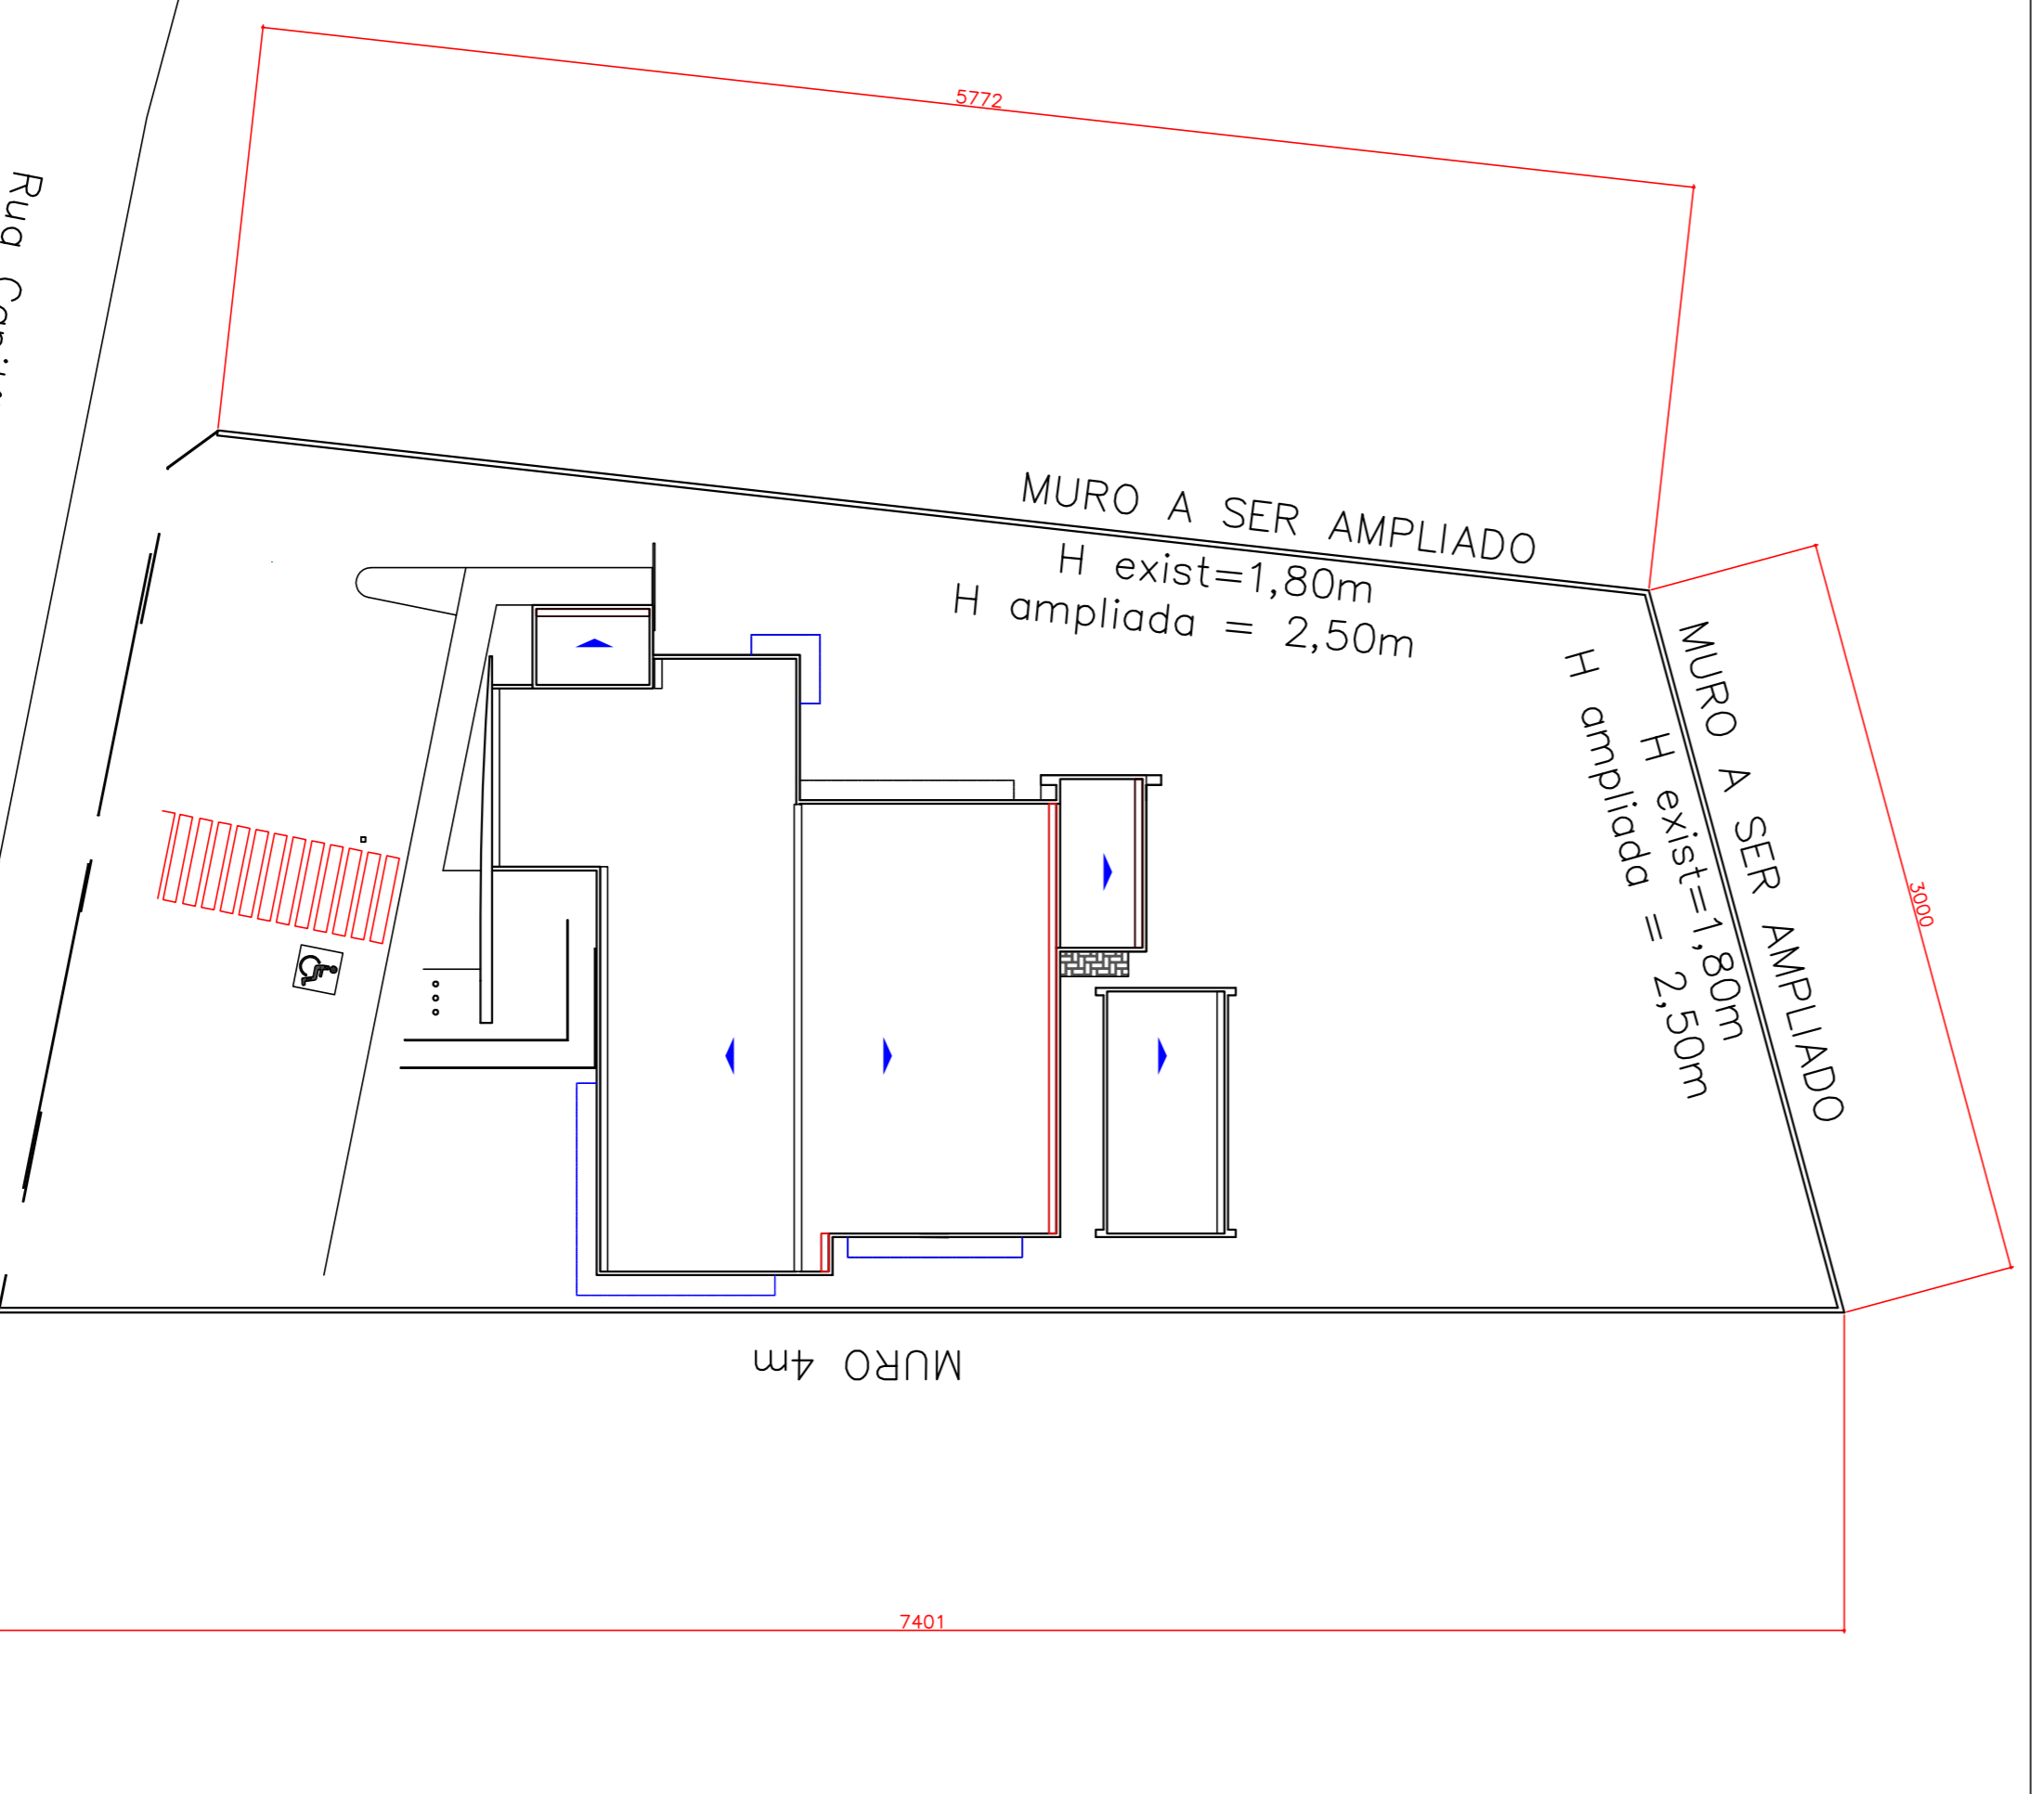 5772
Rua
MURO A SER AMPLIADO
H exist=1,80m
H ampliada = 2,50m
MURO A SER AMPLIADO
H exist=1,80m
H ampliada = 2,50m
3000
MURO 4m
7401